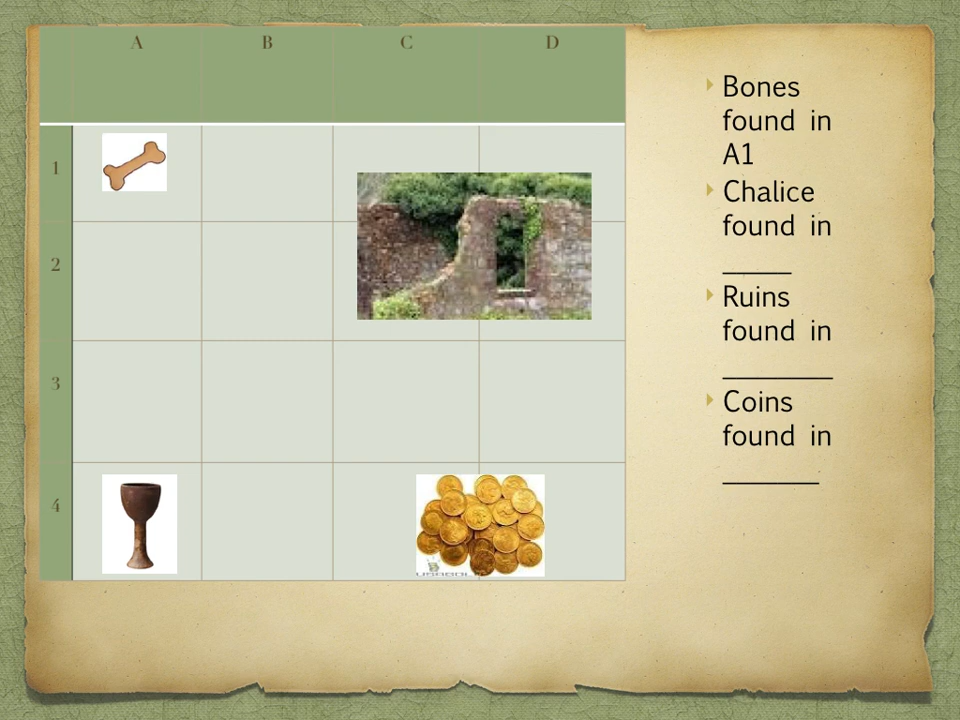 A B C D
1
2
3
4
Bones
found in
A1
Chalice
found in
____
Ruins
found in
_______
Coins
found in
______